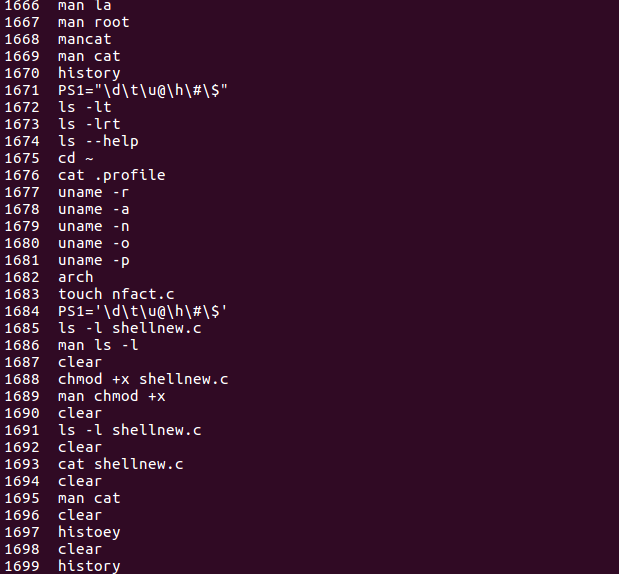 1666  man la
1667  man root
1668  mancat
1669  man cat
1670  history
1671  PS1="\d\t\u@\h\#\$"
1672  ls -lt
1673  ls -lrt
1674  ls --help
1675  cd ~
1676  cat .profile
1677  uname -r
1678  uname -a
1679  uname -n
1680  uname -o
1681  uname -p
1682  arch
1683  touch nfact.c
1684  PS1='\d\t\u@\h\#\$'
1685  ls -l shellnew.c
1686  man ls -l
1687  clear
1688  chmod +x shellnew.c
1689  man chmod +x
1690  clear
1691  ls -l shellnew.c
1692  clear
1693  cat shellnew.c
1694  clear
1695  man cat
1696  clear
1697  histoey
1698  clear
1699  history